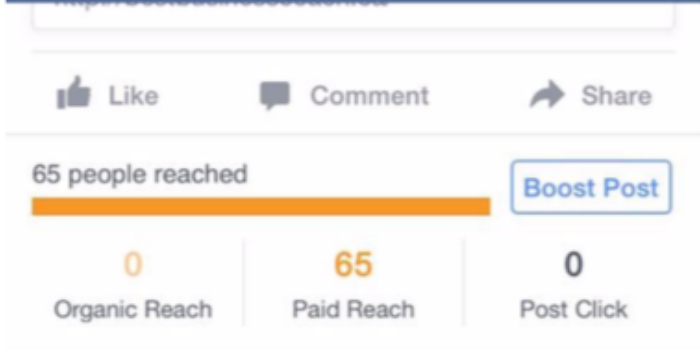 Like Comment Share
65 people reached
Boost Post
0 65 0
Organic Reach Paid Reach Post Click